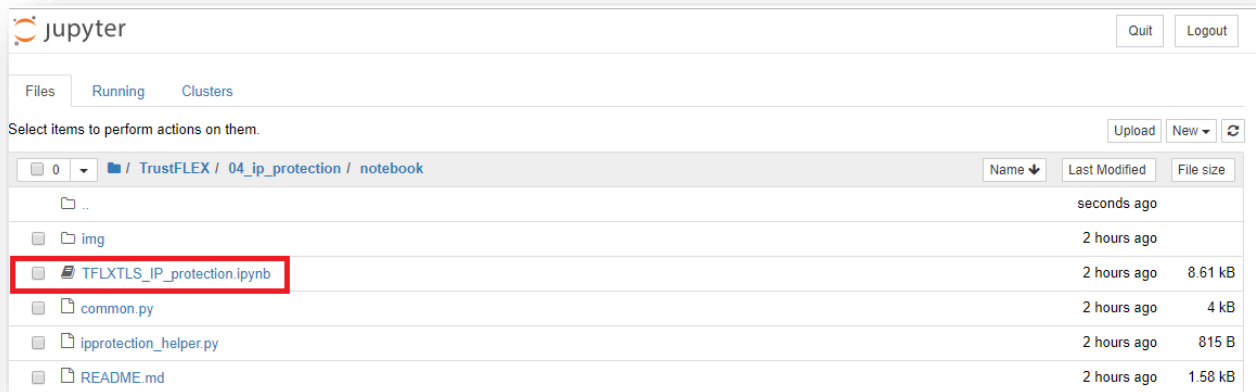 jupyter Quit Logout
Files Running Clusters
Select items to perform actions on them. Upload New
0 / TrustFLEX / 04_ip_protection / notebook Name Last Modified File size
.. seconds ago
img 2 hours ago
TFLXTLS_IP_protection.ipynb 2 hours ago 8.61 kB
common.py 2 hours ago 4 kB
ipprotection_helper.py 2 hours ago 815 B
README.md 2 hours ago 1.58 kB